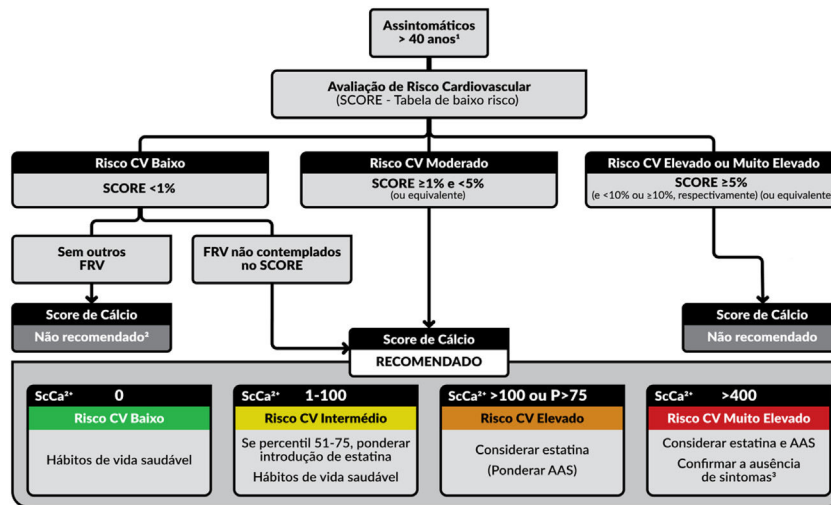 Assintomáticos
> 40 anos¹
Avaliação de Risco Cardiovascular
(SCORE - Tabela de baixo risco)
Risco CV Baixo
SCORE <1%
Risco CV Moderado
SCORE ≥1% e <5%
(ou equivalente)
Risco CV Elevado ou Muito Elevado
SCORE ≥5%
(e <10% ou ≥10%, respectivamente) (ou equivalente)
Sem outros
FRV
FRV não contemplados
no SCORE
Score de Cálcio
Não recomendado²
Score de Cálcio
RECOMENDADO
Score de Cálcio
Não recomendado
ScCa²⁺ 0
Risco CV Baixo
Hábitos de vida saudável
ScCa²⁺ 1-100
Risco CV Intermédio
Se percentil 51-75, ponderar
introdução de estatina
Hábitos de vida saudável
ScCa²⁺ >100 ou P>75
Risco CV Elevado
Considerar estatina
(Ponderar AAS)
ScCa²⁺ >400
Risco CV Muito Elevado
Considerar estatina e AAS
Confirmar a ausência
de sintomas³